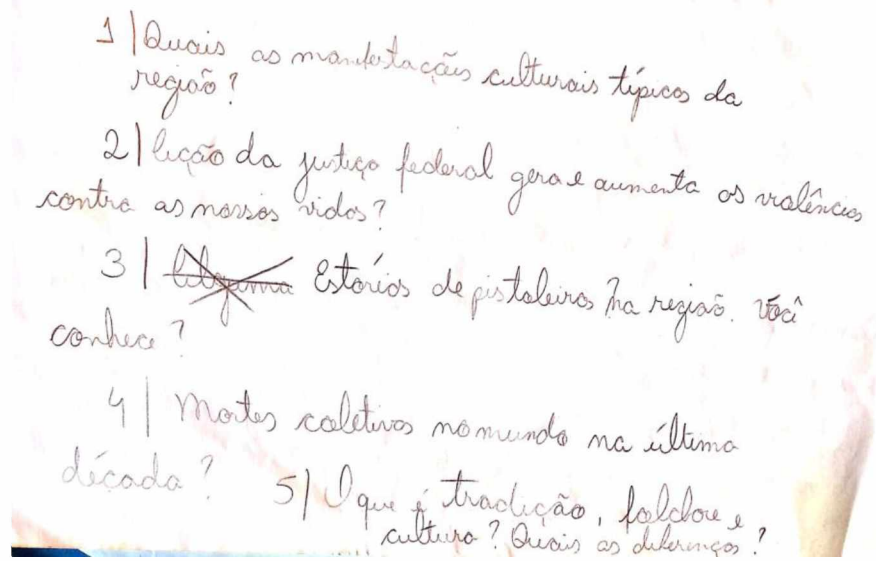 1| Quais as manifestações culturais típicas da
região?
2| lição da justiça federal gera e aumenta as violências
contra as nossas vidas?
3| Estórias de pistoleiros na região. Você
conhece?
4| Mortes coletivas no mundo na última
década?
5| O que é tradição, folclore e
cultura? Quais as diferenças?